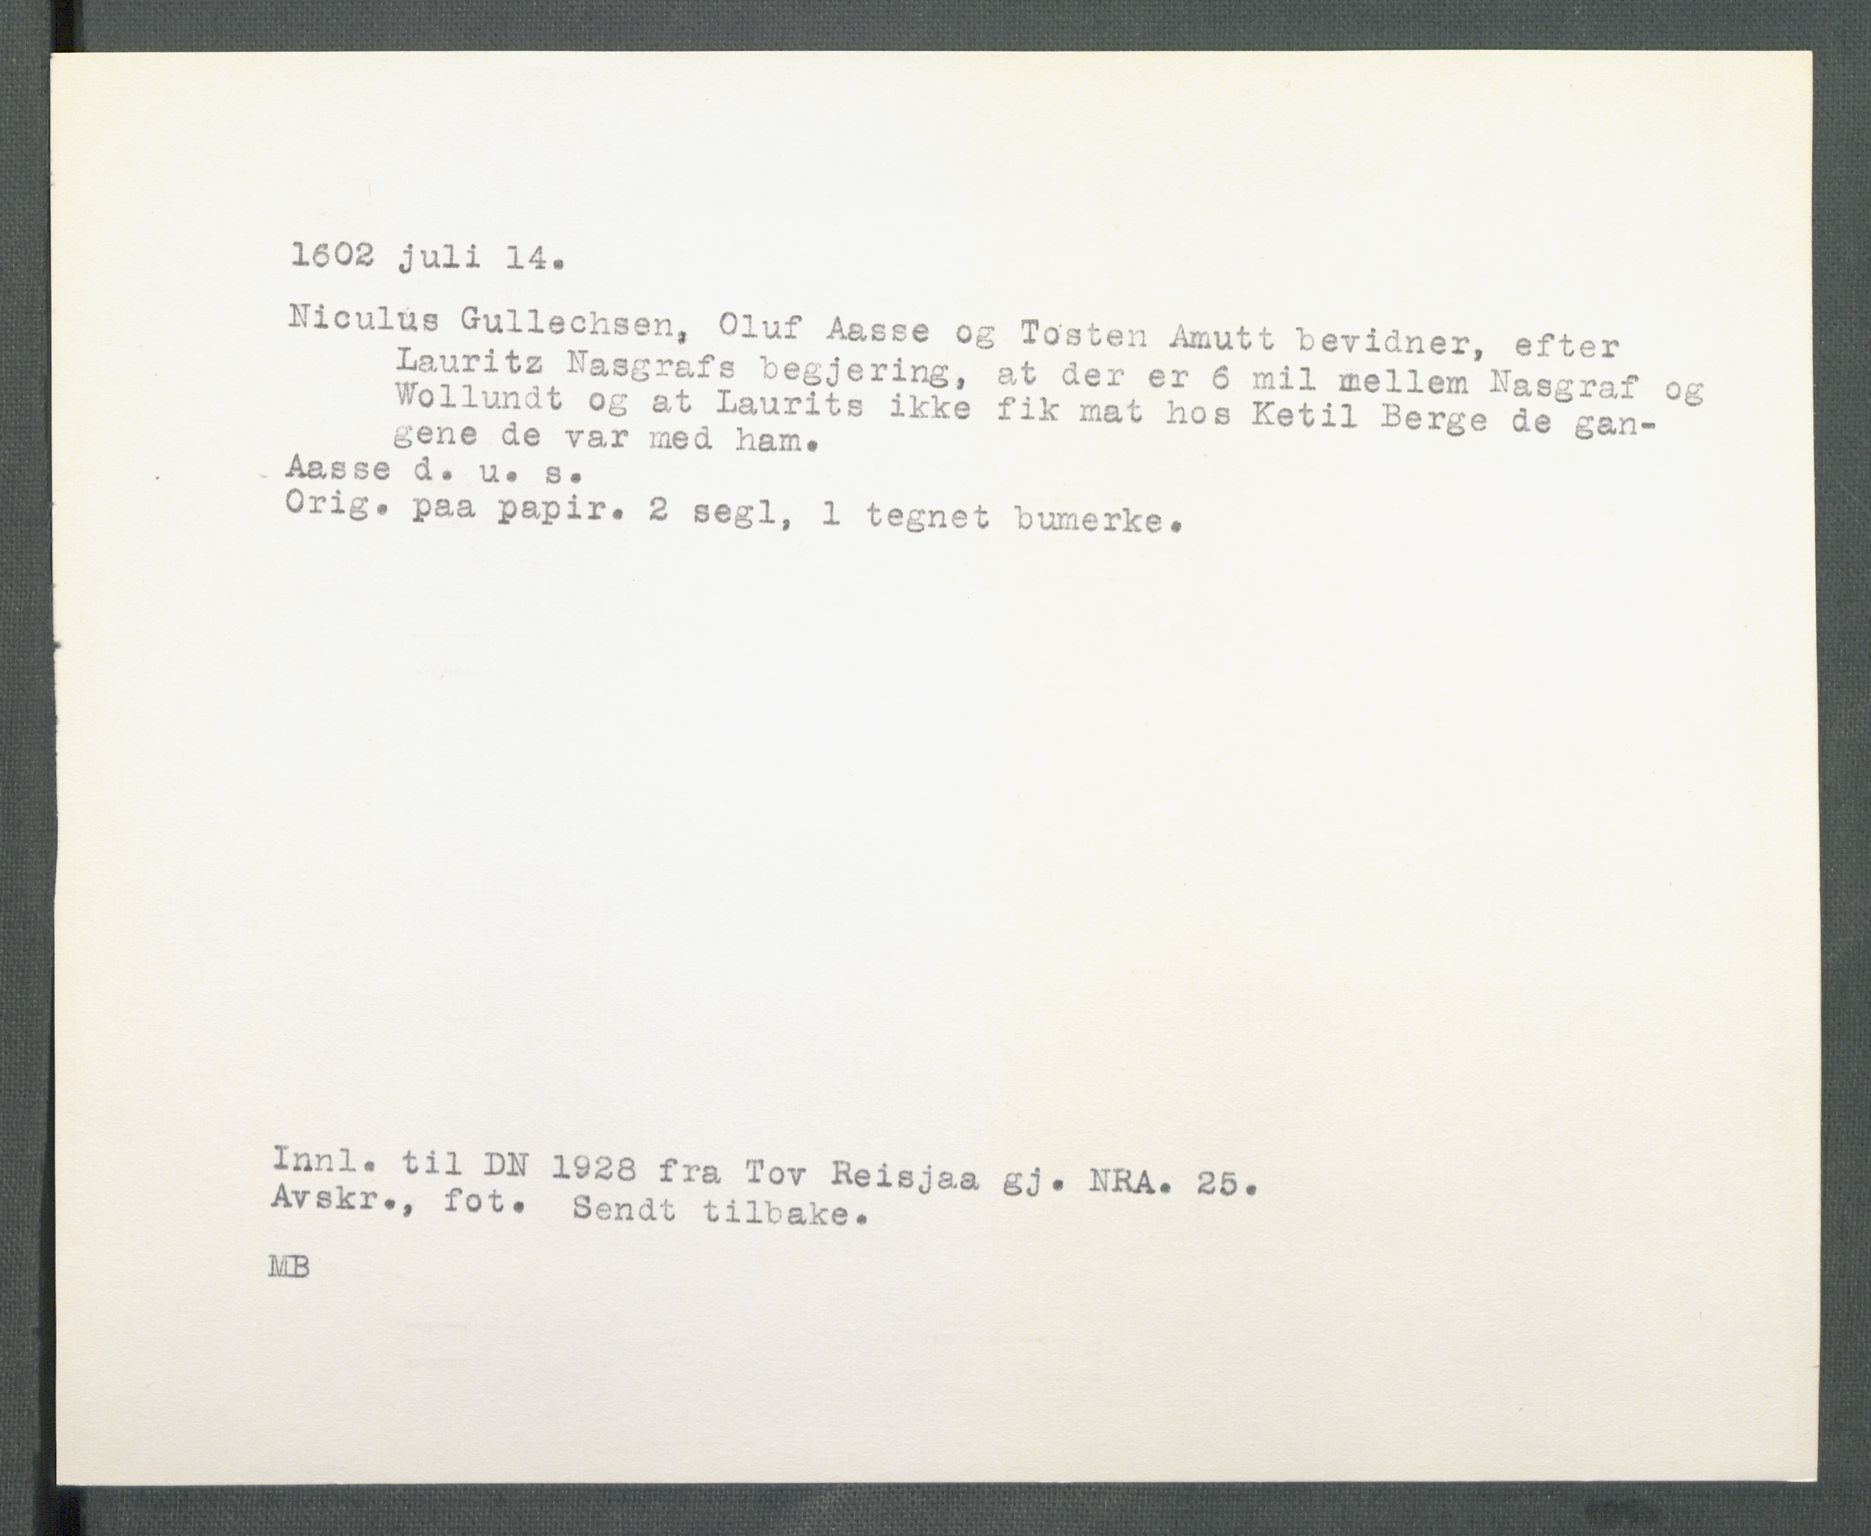 1602 juli 14.
Niculus Gullechsen, Oluf Aasse og Tosten Amutt bevidner, efter
Lauritz Nasgrafs begjering, at der er 6 mil mellem Nasgraf og
Wollundt og at Laurits ikke fik mat hos Ketil Berge de gan-
gene de var med ham.
Aasse d. u. s.
Orig. paa papir. 2 segl, 1 tegnet bumerke.
Innl. til DN 1928 fra Tov Reisjaa gj. NRA. 25.
Avskr., fot. Sendt tilbake.
MB